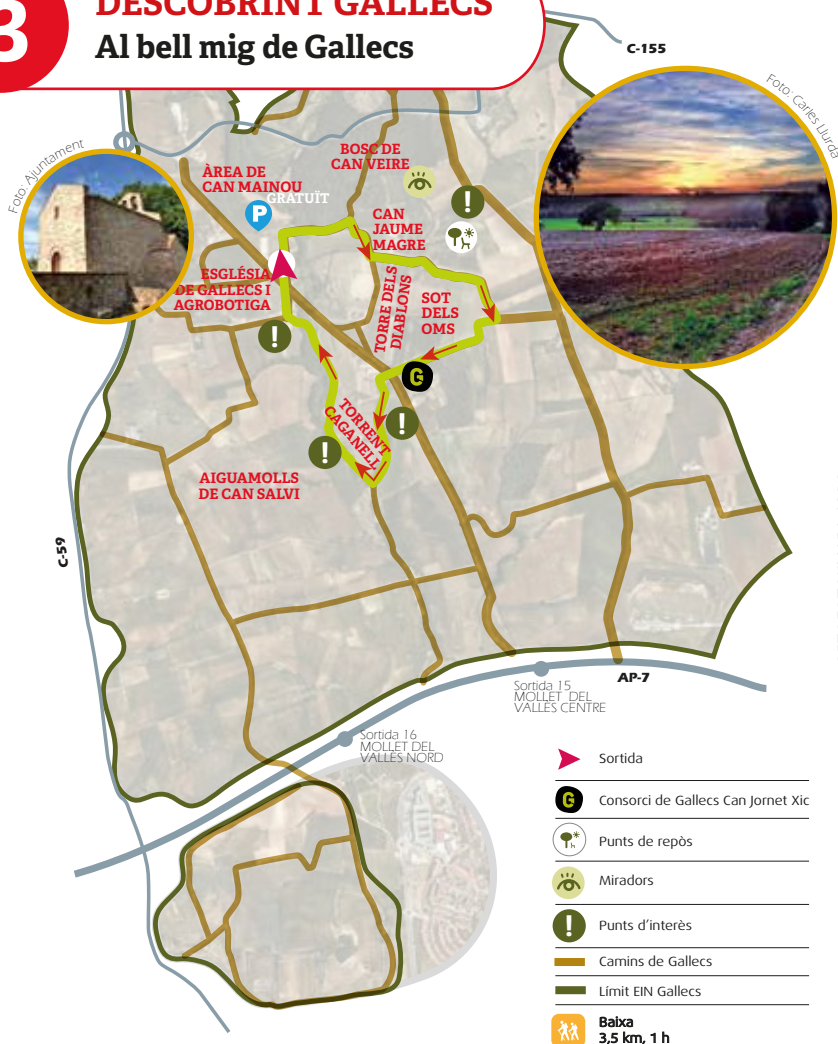 3
DESCOBRINT GALLECS
Al bell mig de Gallecs
C-155
Foto: Ajuntament
Foto: Carles Llurda
BOSC DE
CAN VEIRE
ÀREA DE
CAN MAINOU
GRATUÏT
P
CAN
JAUME
MAGRE
ESGLÉSIA
DE GALLECS I
AGROBOTIGA
TORRE DELS
DIABLONS
SOT
DELS
OMS
G
TORRENT
CAGANELL
AIGUAMOLLS
DE CAN SALVI
C-59
AP-7
Sortida 15
MOLLET DEL
VALLÈS CENTRE
Sortida 16
MOLLET DEL
VALLÈS NORD
Sortida
G Consorci de Gallecs Can Jornet Xic
Punts de repòs
Miradors
! Punts d'interès
Camins de Gallecs
Límit EIN Gallecs
Baixa
3,5 km, 1 h